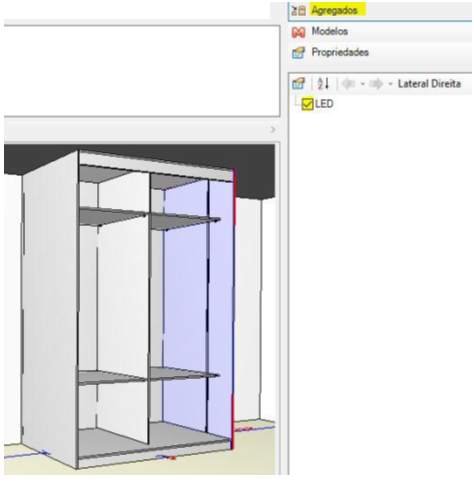 Agregados
Modelos
Propriedades
Lateral Direita
LED